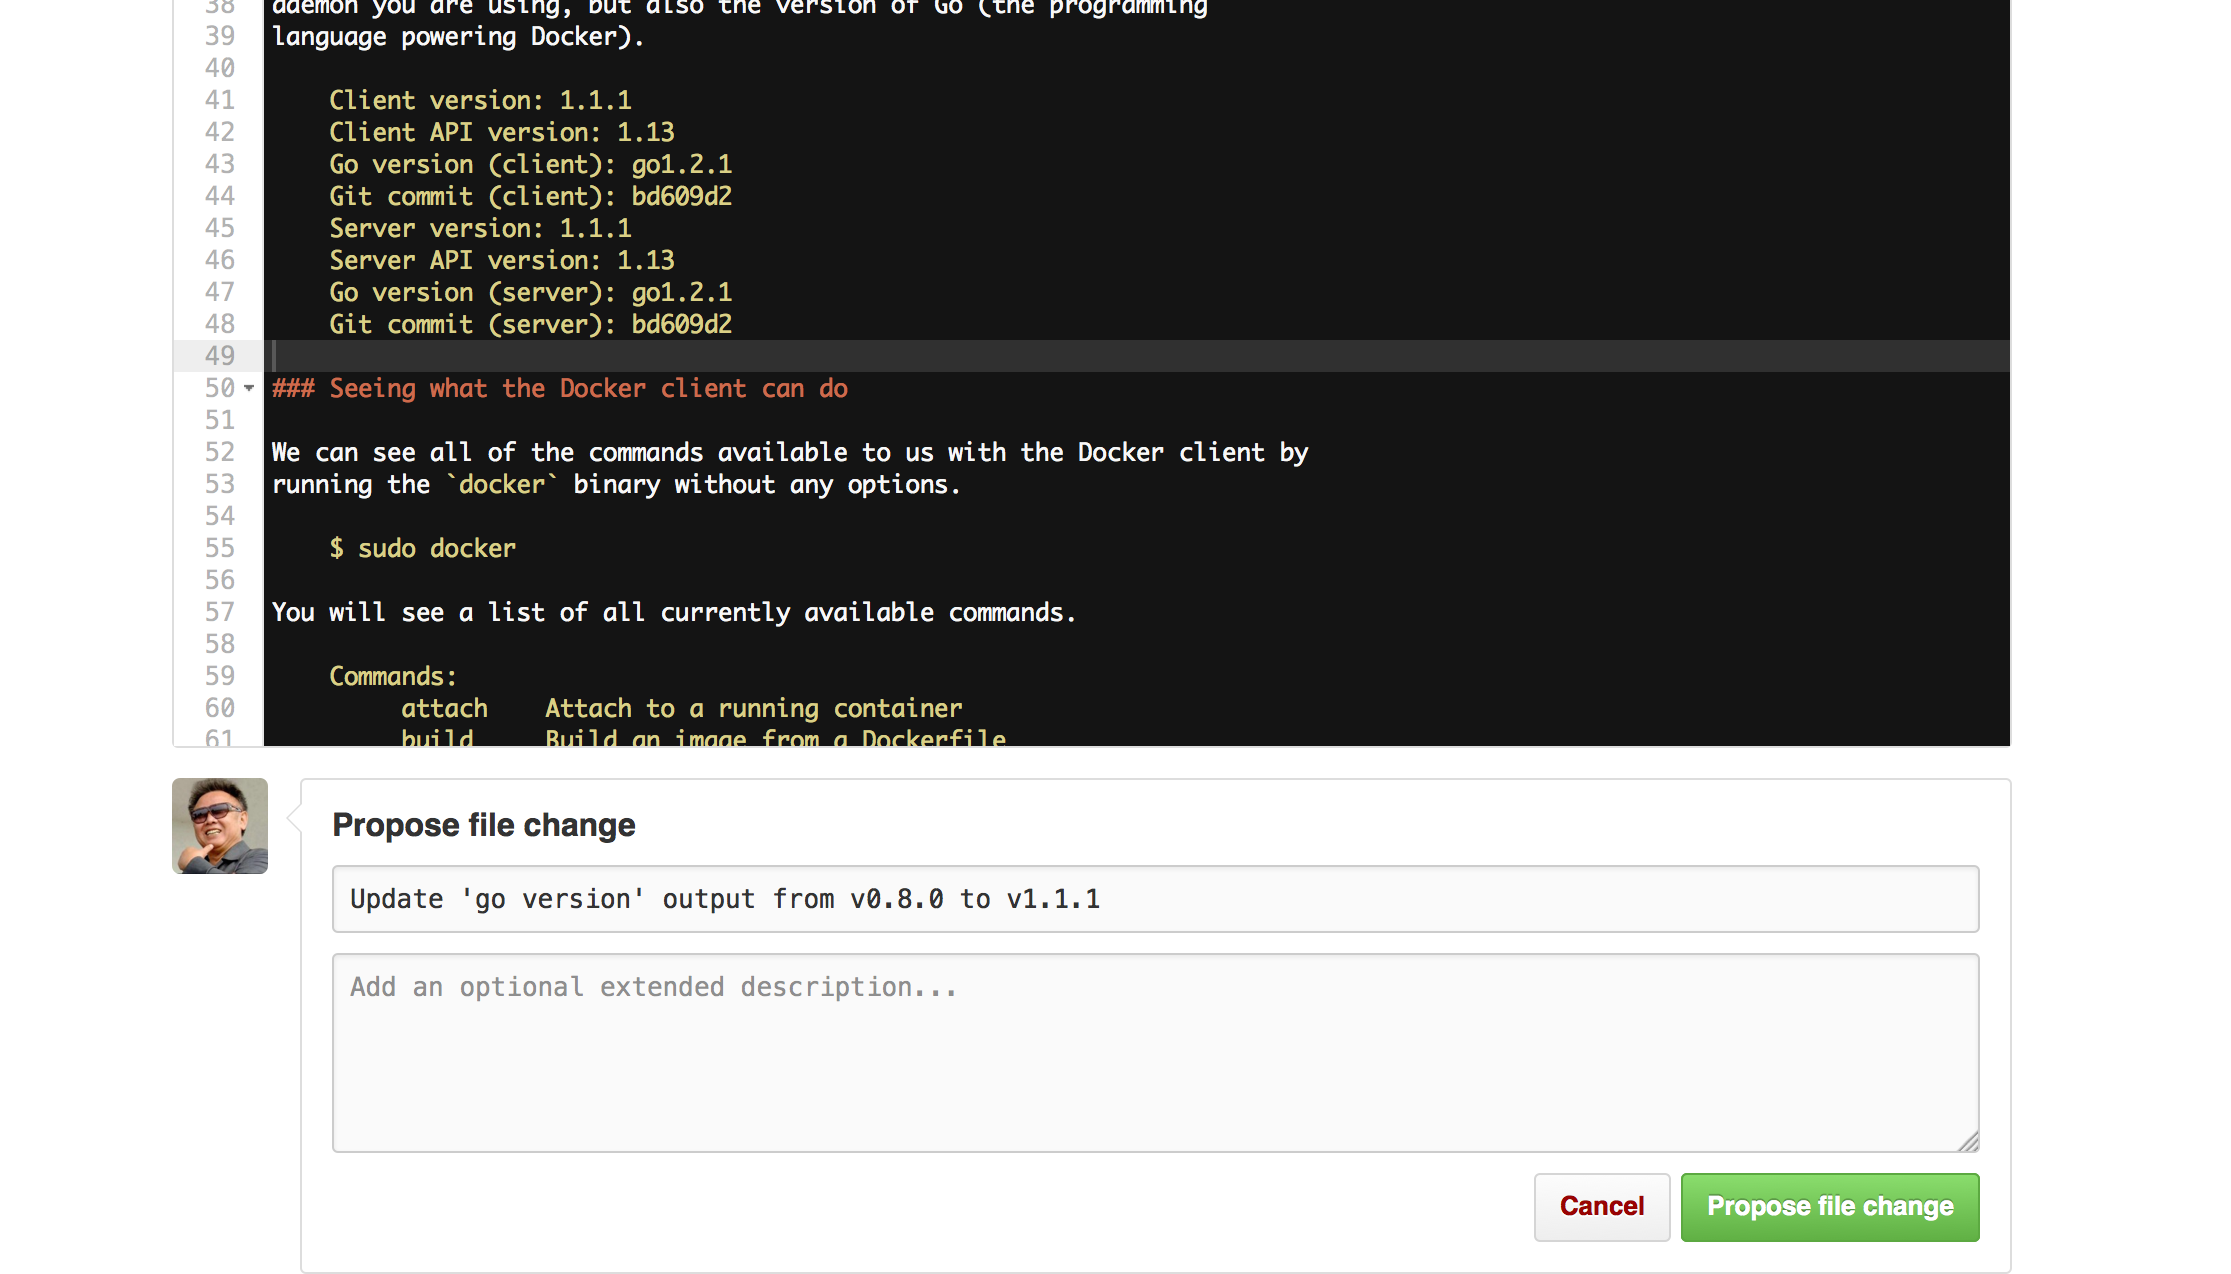 38 daemon you are using, but also the version of Go (the programming
39 language powering Docker).
40
41 Client version: 1.1.1
42 Client API version: 1.13
43 Go version (client): go1.2.1
44 Git commit (client): bd609d2
45 Server version: 1.1.1
46 Server API version: 1.13
47 Go version (server): go1.2.1
48 Git commit (server): bd609d2
49
50 ### Seeing what the Docker client can do
51
52 We can see all of the commands available to us with the Docker client by
53 running the `docker` binary without any options.
54
55 $ sudo docker
56
57 You will see a list of all currently available commands.
58
59 Commands:
60 attach Attach to a running container
61 build Build an image from a Dockerfile
Propose file change
Update 'go version' output from v0.8.0 to v1.1.1
Add an optional extended description...
Cancel Propose file change